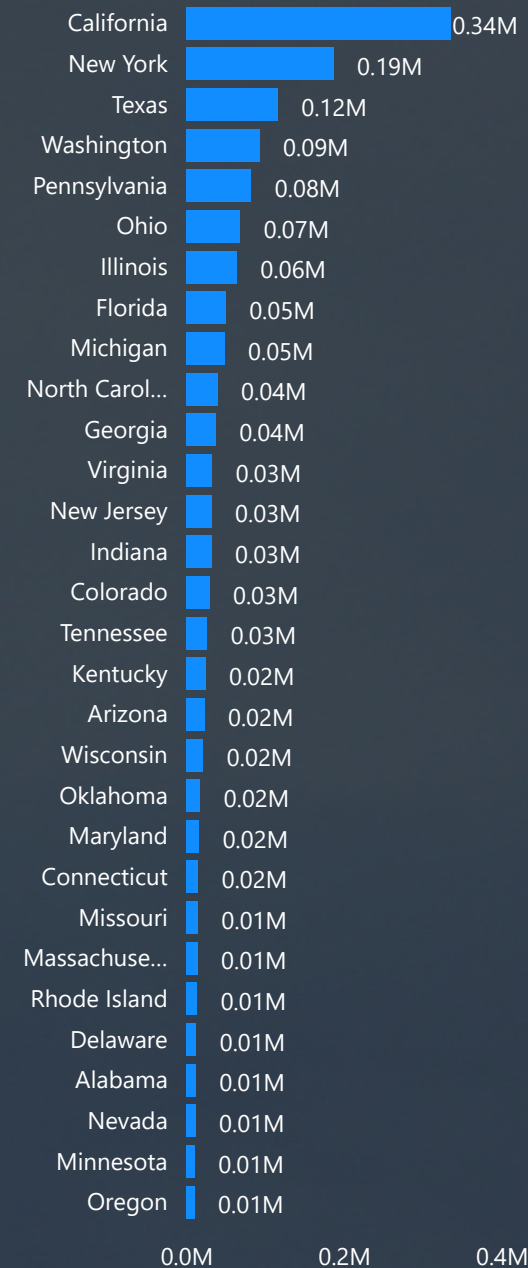 California 0.34M
New York 0.19M
Texas 0.12M
Washington 0.09M
Pennsylvania 0.08M
Ohio 0.07M
Illinois 0.06M
Florida 0.05M
Michigan 0.05M
North Carol... 0.04M
Georgia 0.04M
Virginia 0.03M
New Jersey 0.03M
Indiana 0.03M
Colorado 0.03M
Tennessee 0.03M
Kentucky 0.02M
Arizona 0.02M
Wisconsin 0.02M
Oklahoma 0.02M
Maryland 0.02M
Connecticut 0.02M
Missouri 0.01M
Massachuse... 0.01M
Rhode Island 0.01M
Delaware 0.01M
Alabama 0.01M
Nevada 0.01M
Minnesota 0.01M
Oregon 0.01M
0.0M 0.2M 0.4M